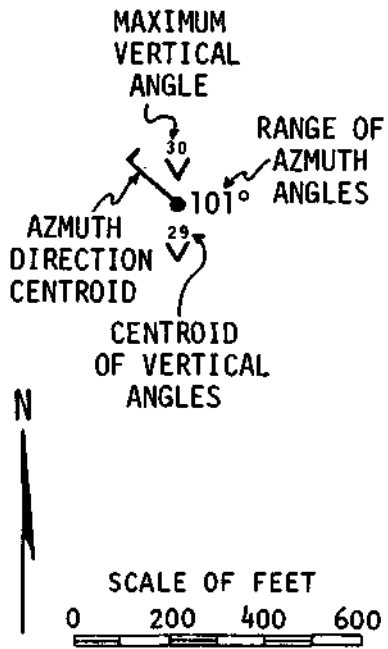 MAXIMUM
VERTICAL
ANGLE
30
RANGE OF
AZMUTH
ANGLES
101°
29
AZMUTH
DIRECTION
CENTROID
CENTROID
OF VERTICAL
ANGLES
N
SCALE OF FEET
0 200 400 600